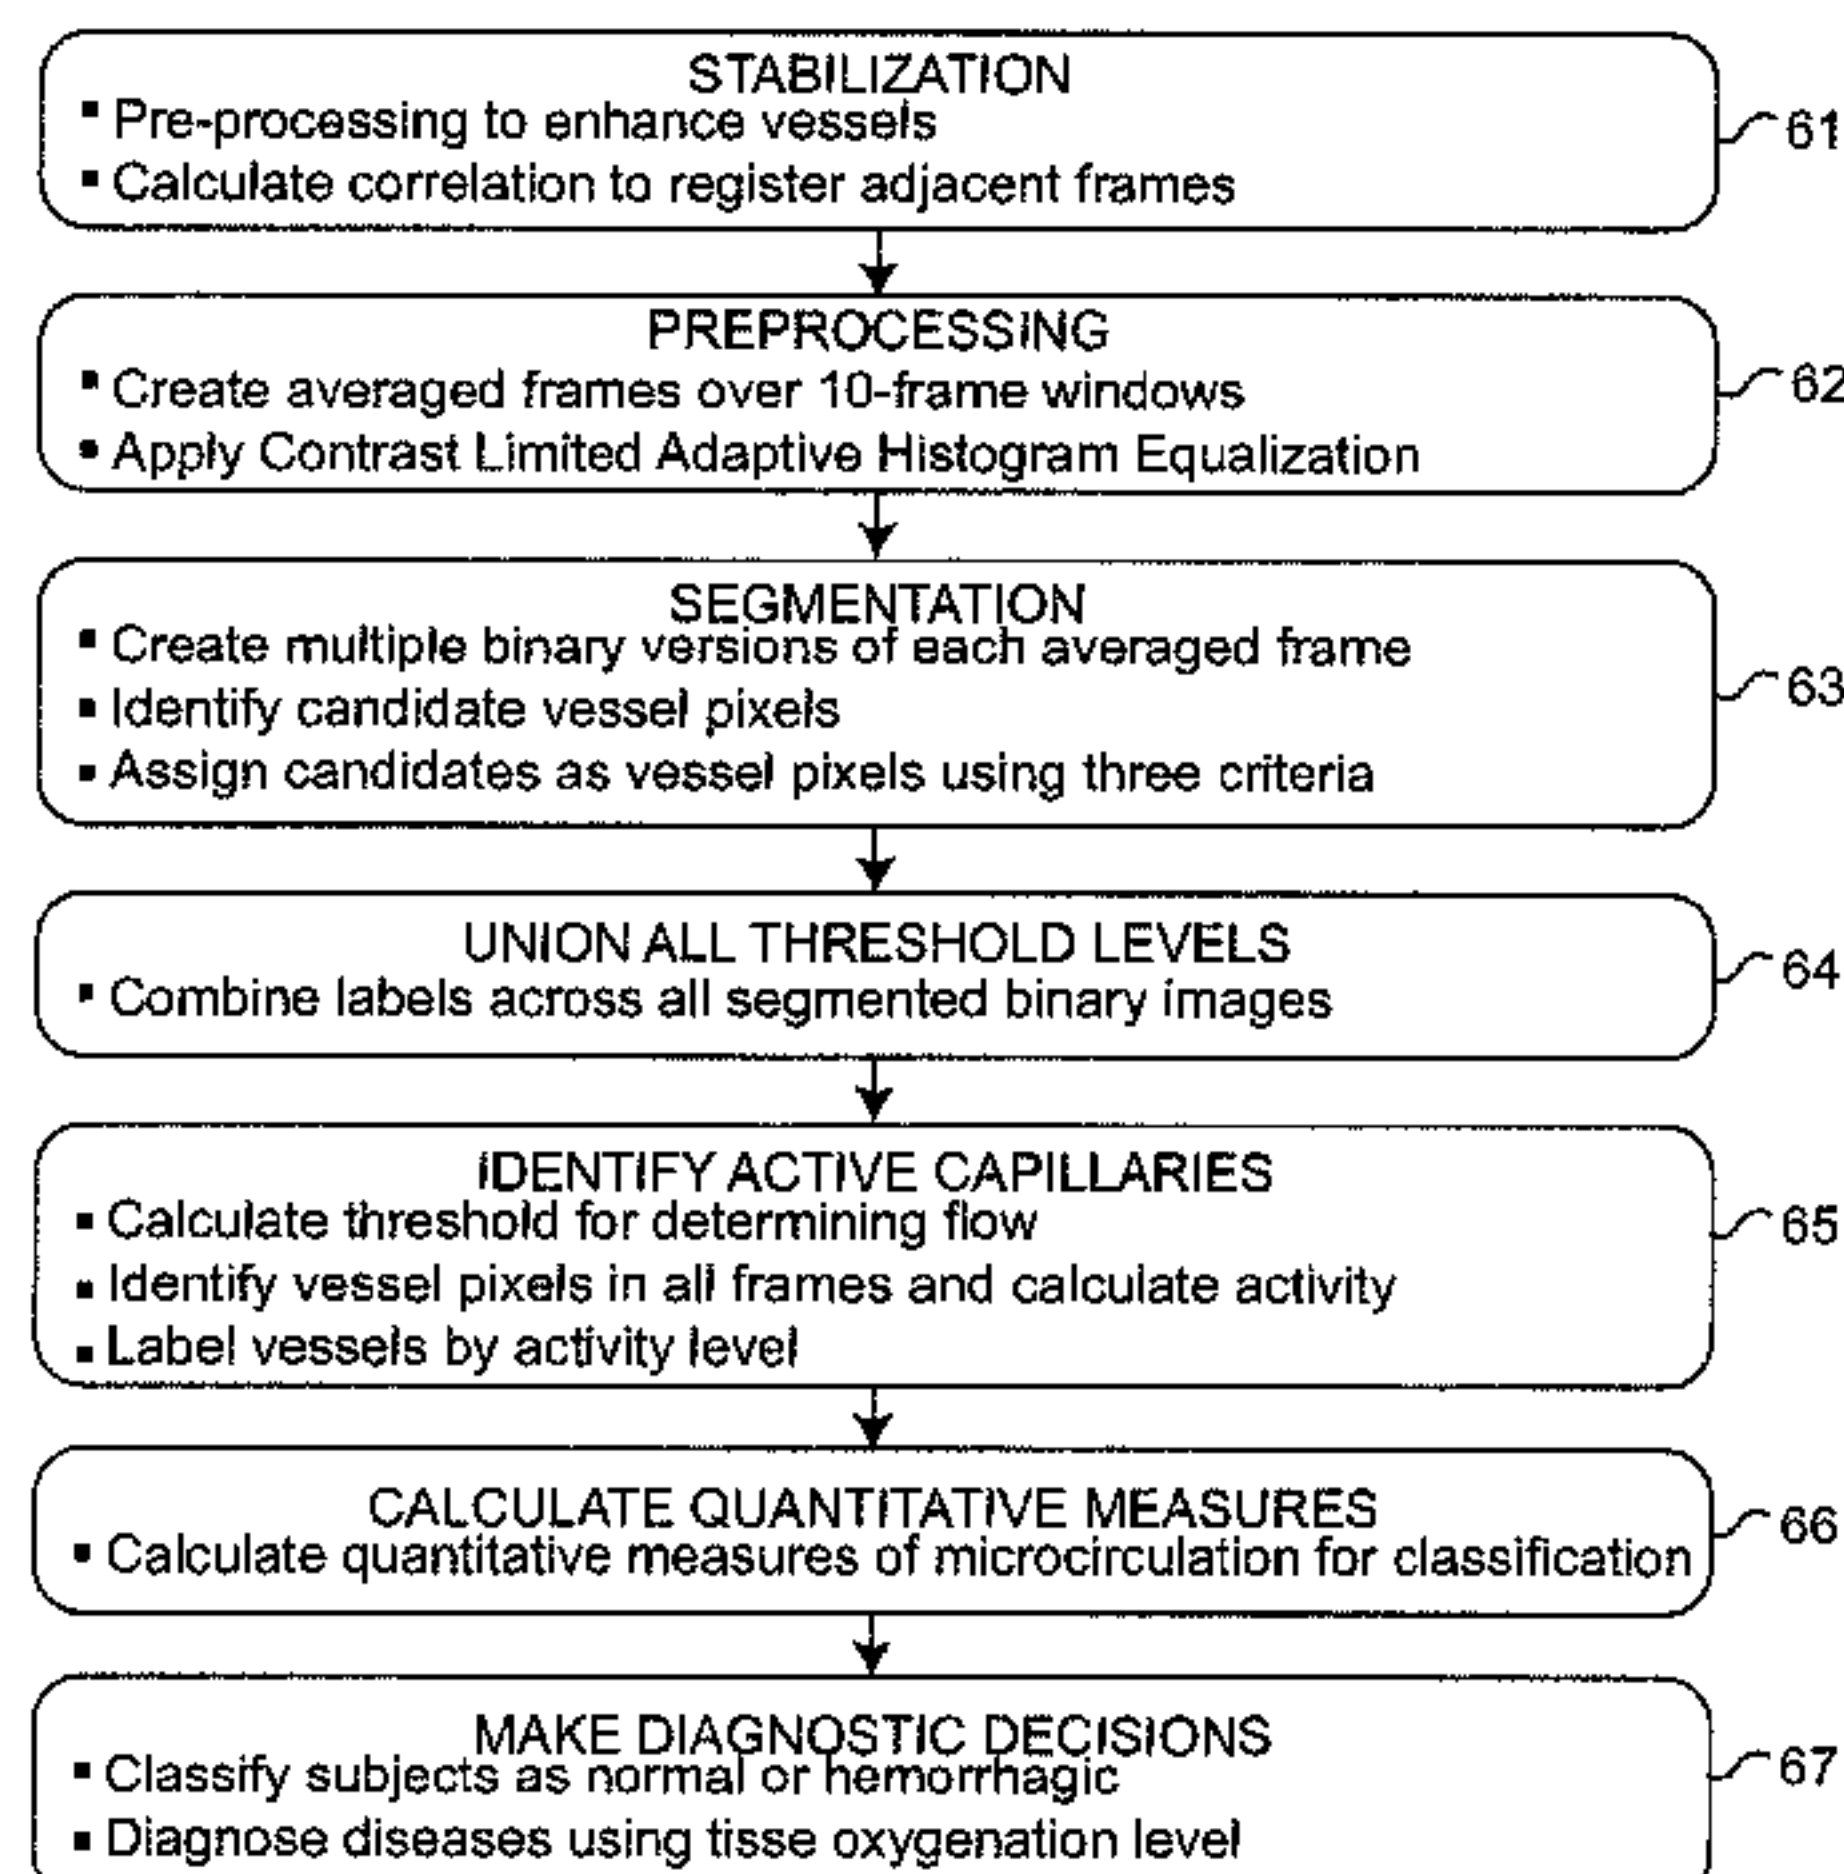 STABILIZATION
▪ Pre-processing to enhance vessels
▪ Calculate correlation to register adjacent frames
61
PREPROCESSING
▪ Create averaged frames over 10-frame windows
• Apply Contrast Limited Adaptive Histogram Equalization
62
SEGMENTATION
▪ Create multiple binary versions of each averaged frame
▪ Identify candidate vessel pixels
▪ Assign candidates as vessel pixels using three criteria
63
UNION ALL THRESHOLD LEVELS
▪ Combine labels across all segmented binary images
64
IDENTIFY ACTIVE CAPILLARIES
▪ Calculate threshold for determining flow
▪ Identify vessel pixels in all frames and calculate activity
▪ Label vessels by activity level
65
CALCULATE QUANTITATIVE MEASURES
▪ Calculate quantitative measures of microcirculation for classification
66
MAKE DIAGNOSTIC DECISIONS
▪ Classify subjects as normal or hemorrhagic
▪ Diagnose diseases using tisse oxygenation level
67